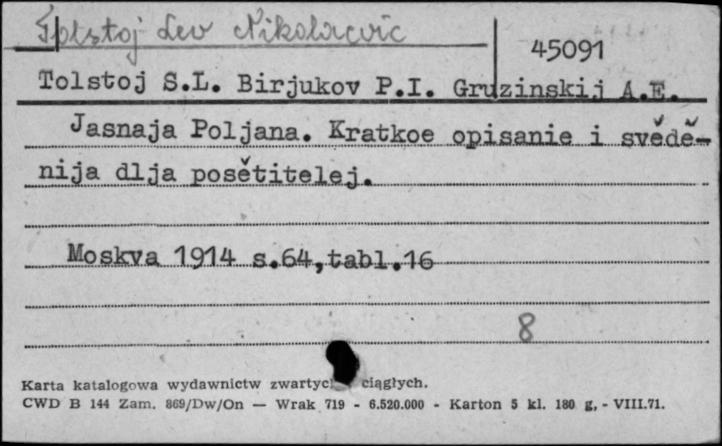 Tolstoj Lev Nikolaevič
45091
Tolstoj S.L. Birjukov P.I. Gruzinskij A.E.
Jasnaja Poljana. Kratkoe opisanie i svědě-
nija dlja posětitelej.
Moskva 1914 s.64,tabl.16
8
Karta katalogowa wydawnictw zwartyc ciągłych.
CWD B 144 Zam. 869/Dw/On — Wrak 719 - 6.520.000 - Karton 5 kl. 180 g, - VIII.71.